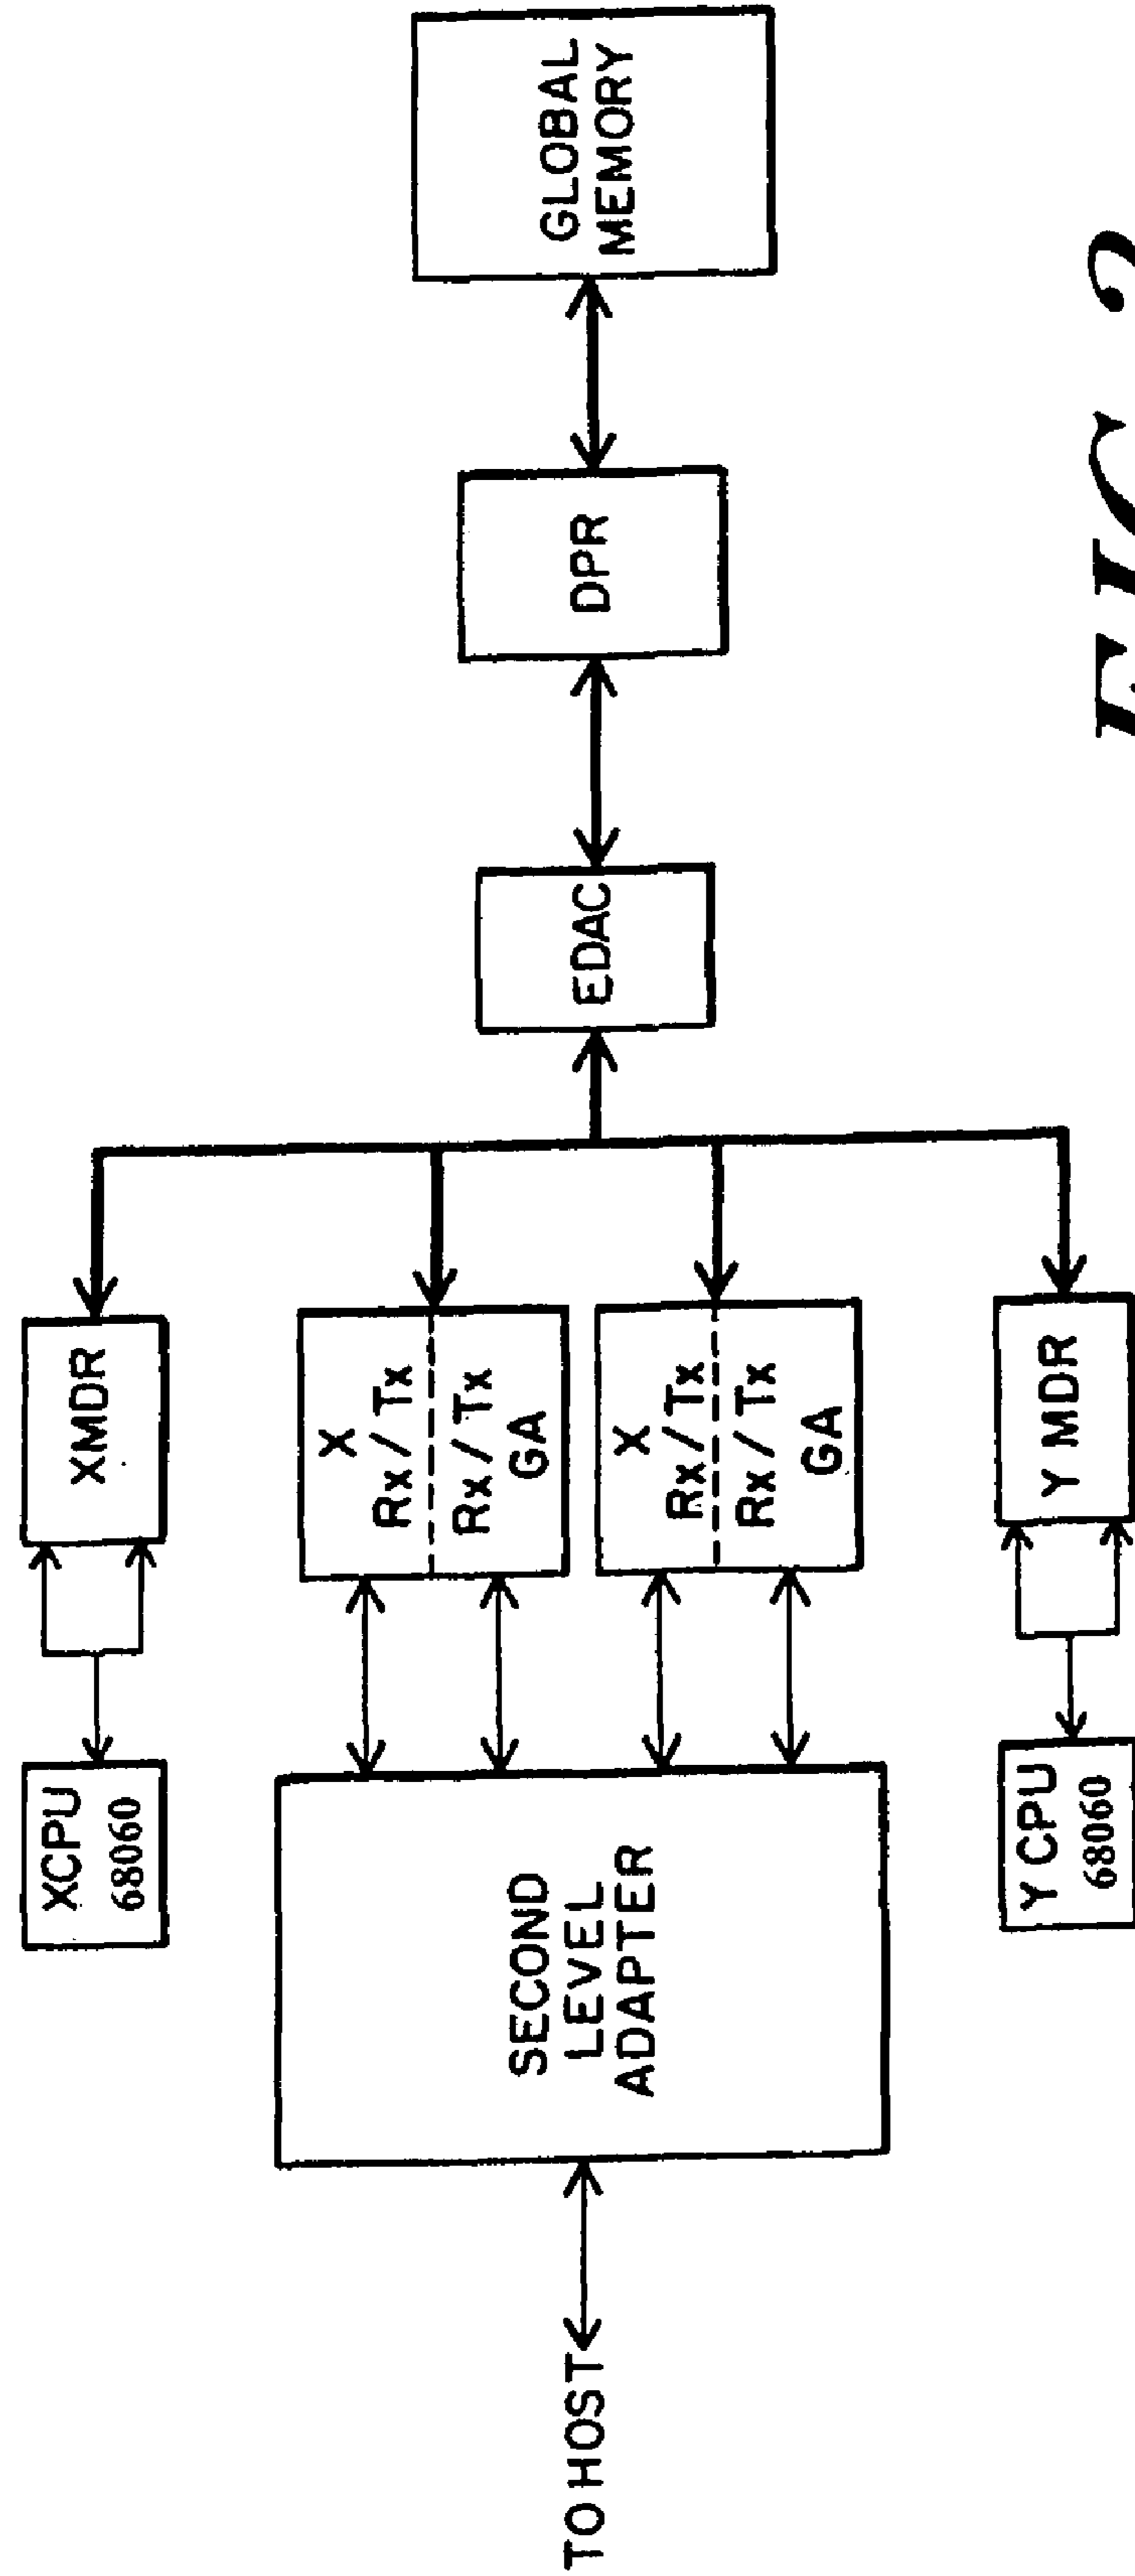 XCPU
68060
XMDR
TO HOST
SECOND
LEVEL
ADAPTER
X
Rx/Tx
Rx/Tx
GA
X
Rx/Tx
Rx/Tx
GA
EDAC
DPR
GLOBAL
MEMORY
Y CPU
68060
Y MDR